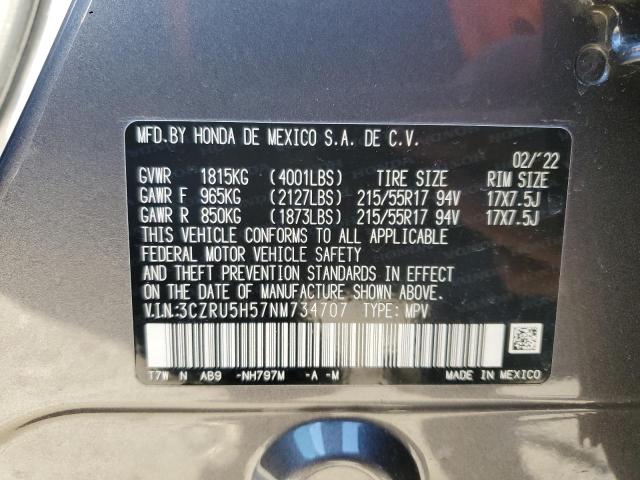 MFD.BY HONDA DE MEXICO S.A. DE C.V.
02/'22
GVWR 1815KG (4001LBS) TIRE SIZE RIM SIZE
GAWR F 965KG (2127LBS) 215/55R17 94V 17X7.5J
GAWR R 850KG (1873LBS) 215/55R17 94V 17X7.5J
THIS VEHICLE CONFORMS TO ALL APPLICABLE
FEDERAL MOTOR VEHICLE SAFETY
AND THEFT PREVENTION STANDARDS IN EFFECT
ON THE DATE OF MANUFACTURE SHOWN ABOVE.
V.I.N.:3CZRU5H57NM734707 TYPE: MPV
T7W N AB9 -NH797M -A -M MADE IN MEXICO